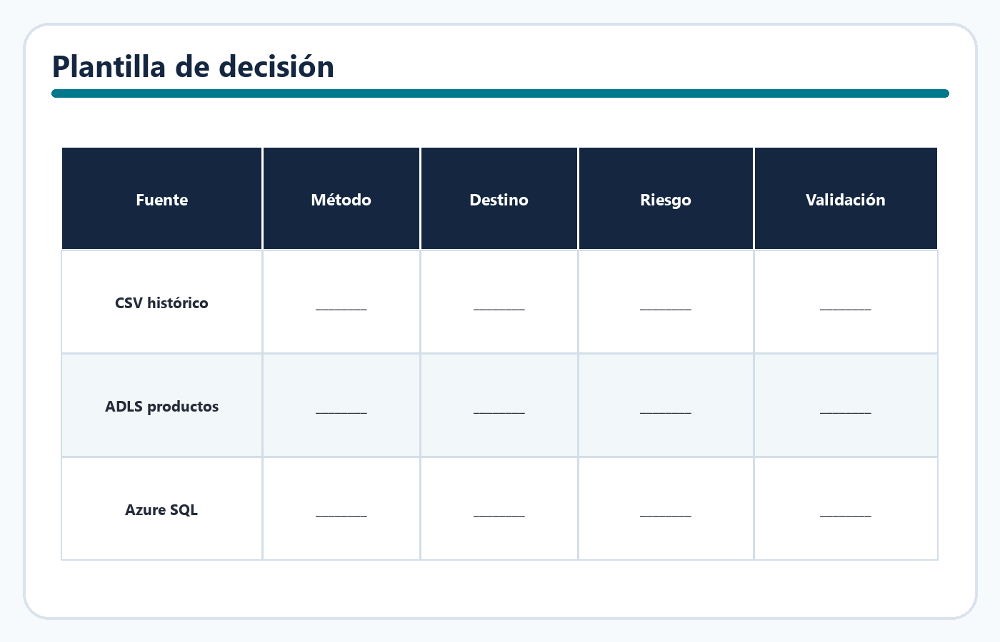 Plantilla de decisión
Fuente Método Destino Riesgo Validación
CSV histórico ________ ________ ________ ________
ADLS productos ________ ________ ________ ________
Azure SQL ________ ________ ________ ________